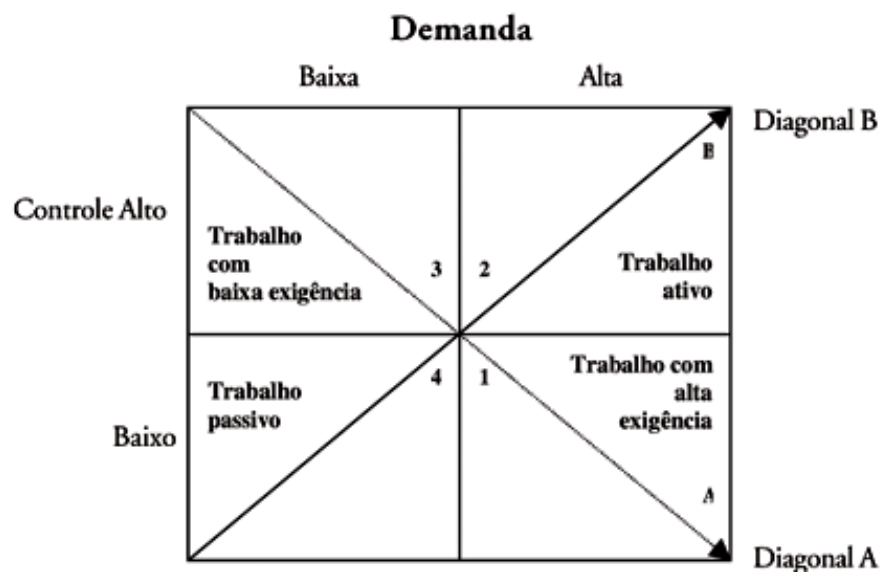 Demanda
Baixa Alta
Diagonal B
B
Controle Alto
Trabalho
com
baixa exigência
3 2
Trabalho
ativo
4 1
Trabalho
passivo
Trabalho com
alta
exigência
Baixo
A
Diagonal A